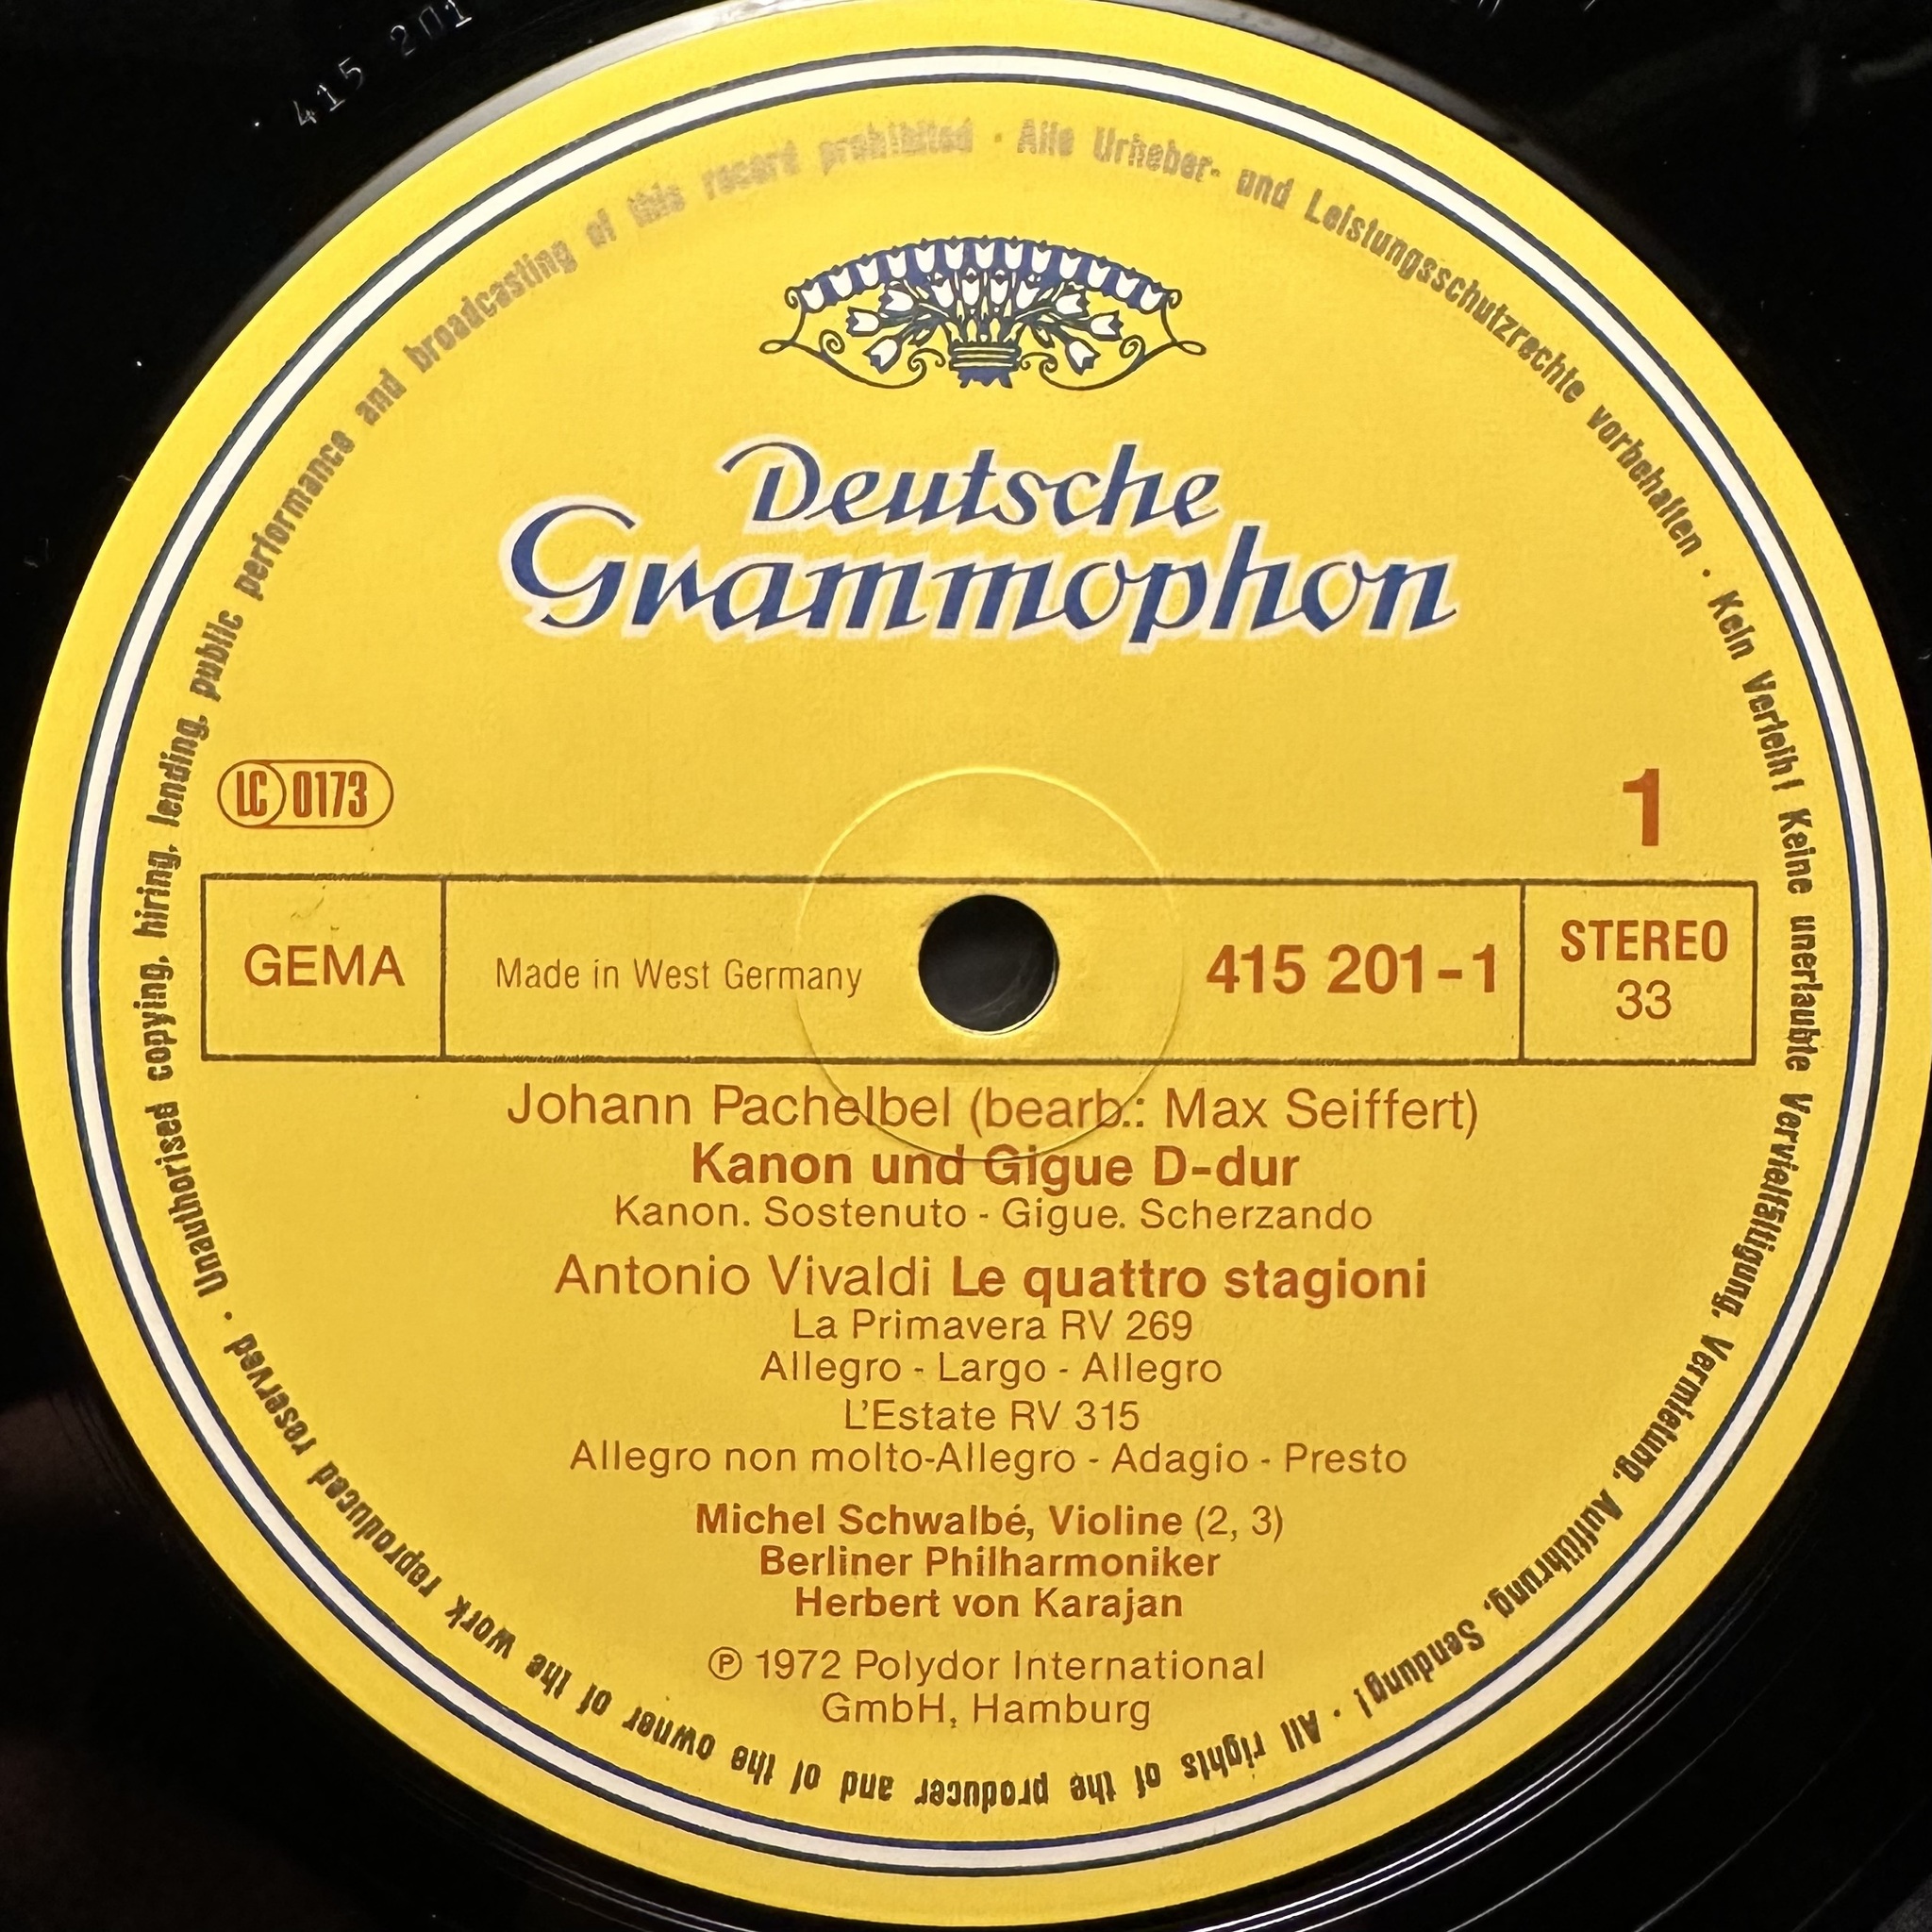 415 201
Deutsche
Grammophon
LC 0173
1
GEMA
Made in West Germany
415 201-1
STEREO
33
Johann Pachelbel (bearb.: Max Seiffert)
Kanon und Gigue D-dur
Kanon. Sostenuto - Gigue. Scherzando
Antonio Vivaldi Le quattro stagioni
La Primavera RV 269
Allegro - Largo - Allegro
L'Estate RV 315
Allegro non molto-Allegro - Adagio - Presto
Michel Schwalbé, Violine (2, 3)
Berliner Philharmoniker
Herbert von Karajan
℗ 1972 Polydor International
GmbH, Hamburg
Alle Urheber- und Leistungsschutzrechte vorbehalten · Kein Verleih! Keine unerlaubte Vervielfältigung, Vermietung, Aufführung, Sendung! · All rights of the producer and of the owner of the work reproduced reserved · Unauthorised copying, hiring, lending, public performance and broadcasting of this record prohibited ·